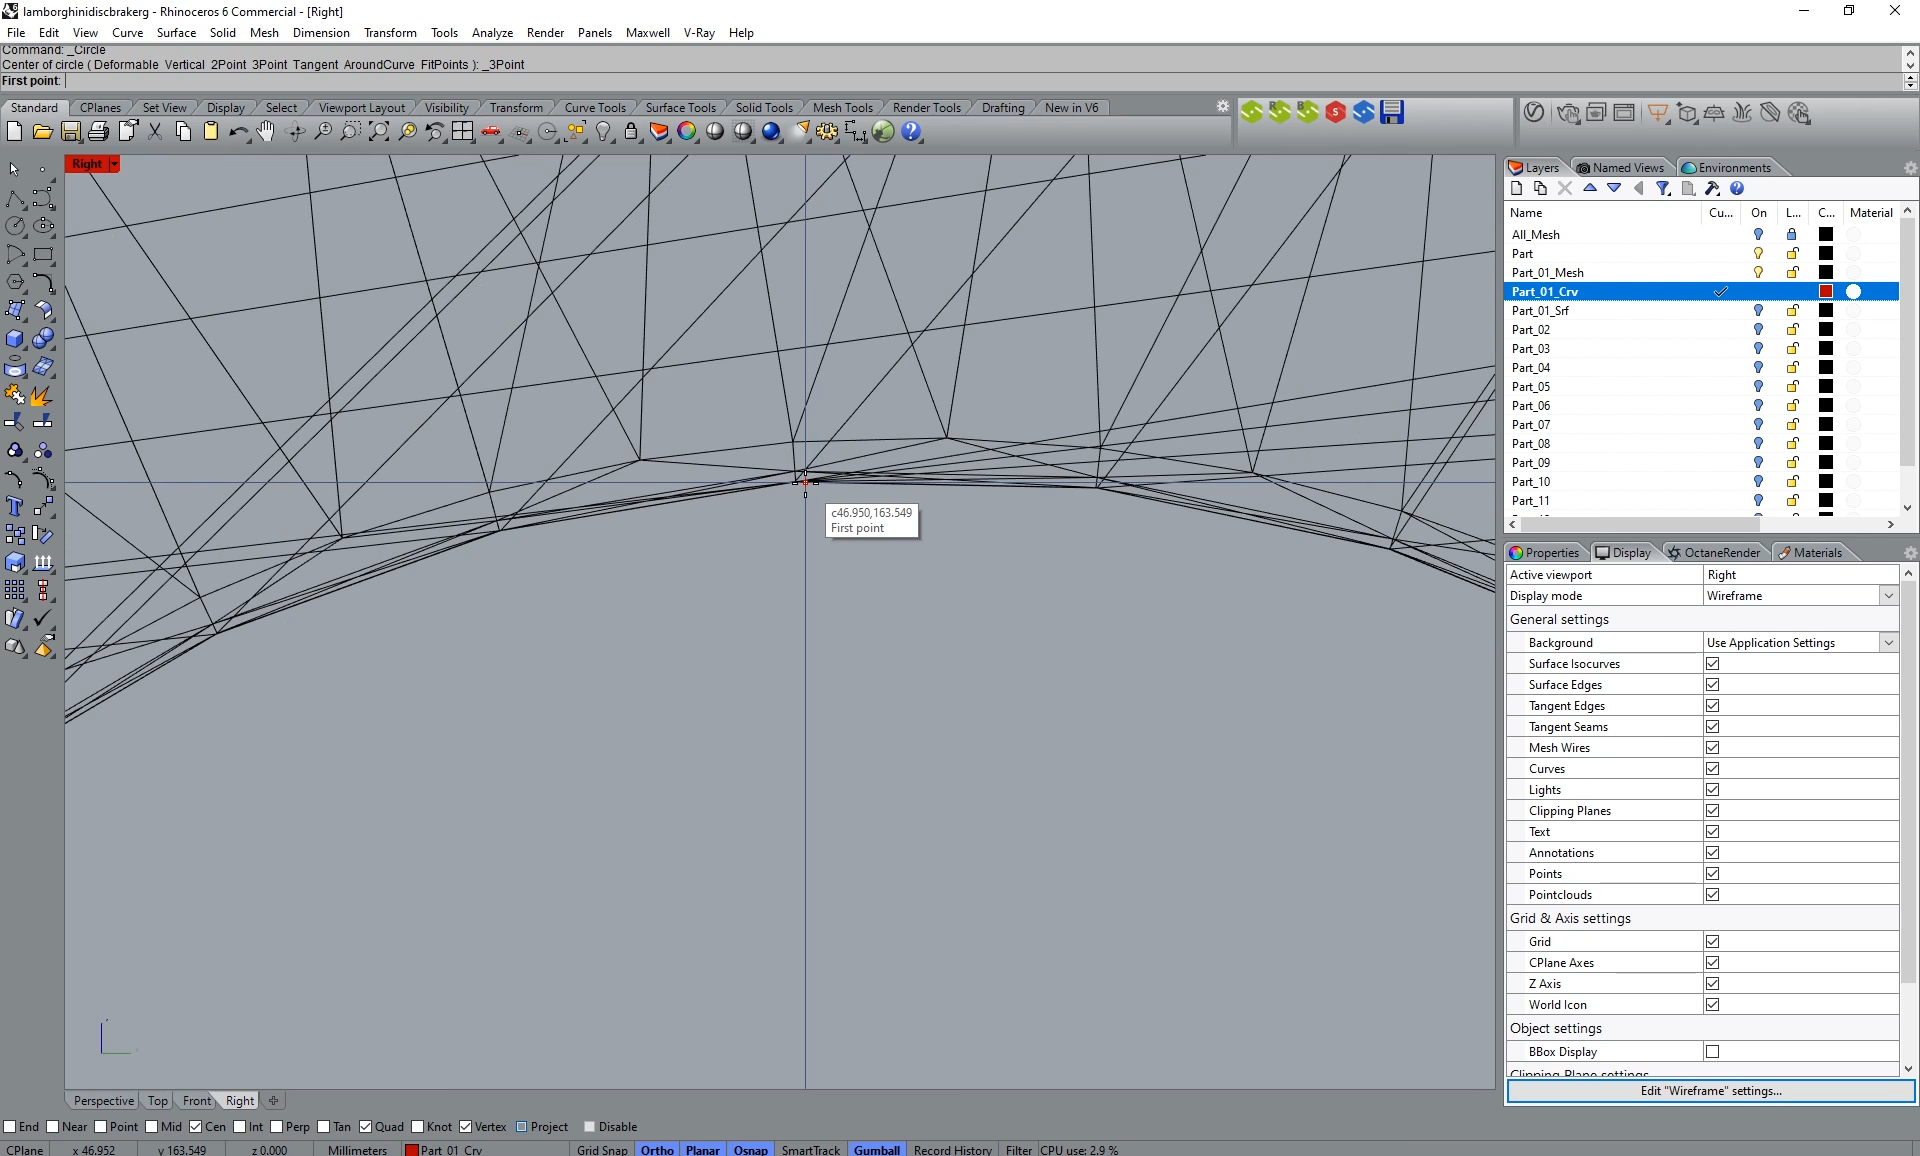 lamborghinidiscbrakerg - Rhinoceros 6 Commercial - [Right]
File Edit View Curve Surface Solid Mesh Dimension Transform Tools Analyze Render Panels Maxwell V-Ray Help
Command: _Circle
Center of circle ( Deformable Vertical 2Point 3Point Tangent AroundCurve FitPoints ): _3Point
First point:
Standard CPlanes Set View Display Select Viewport Layout Visibility Transform Curve Tools Surface Tools Solid Tools Mesh Tools Render Tools Drafting New in V6
Right
c46.950,163.549
First point
Layers Named Views Environments
Name Cu... On L... C... Material
All_Mesh
Part
Part_01_Mesh
Part_01_Crv
Part_01_Srf
Part_02
Part_03
Part_04
Part_05
Part_06
Part_07
Part_08
Part_09
Part_10
Part_11
Properties Display OctaneRender Materials
Active viewport Right
Display mode Wireframe
General settings
Background Use Application Settings
Surface Isocurves
Surface Edges
Tangent Edges
Tangent Seams
Mesh Wires
Curves
Lights
Clipping Planes
Text
Annotations
Points
Pointclouds
Grid & Axis settings
Grid
CPlane Axes
Z Axis
World Icon
Object settings
BBox Display
Clipping Plane settings
Edit "Wireframe" settings...
Perspective Top Front Right
End Near Point Mid Cen Int Perp Tan Quad Knot Vertex Project Disable
CPlane x 46.952 y 163.549 z 0.000 Millimeters Part_01_Crv Grid Snap Ortho Planar Osnap SmartTrack Gumball Record History Filter CPU use: 2.9 %